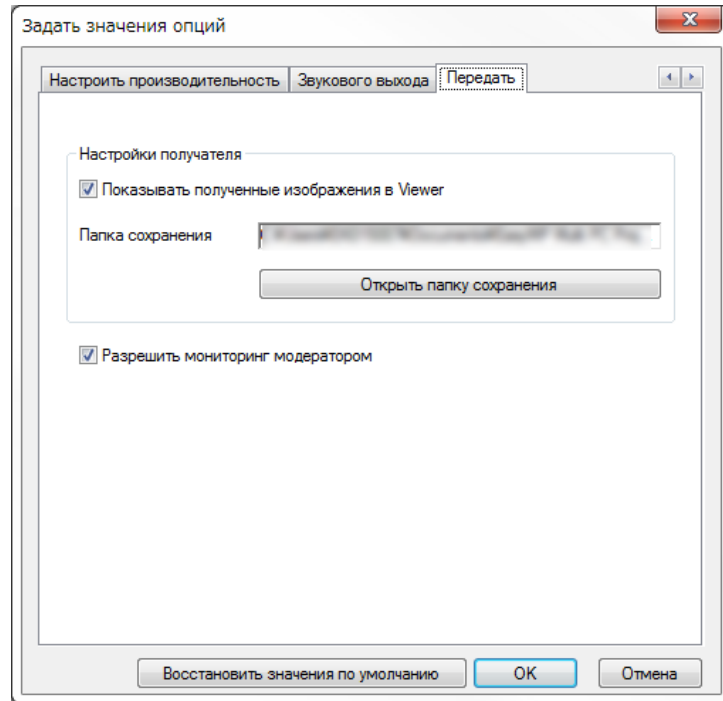 Задать значения опций
Настроить производительность Звукового выхода Передать
Настройки получателя
Показывать полученные изображения в Viewer
Папка сохранения
Открыть папку сохранения
Разрешить мониторинг модератором
Восстановить значения по умолчанию OK Отмена